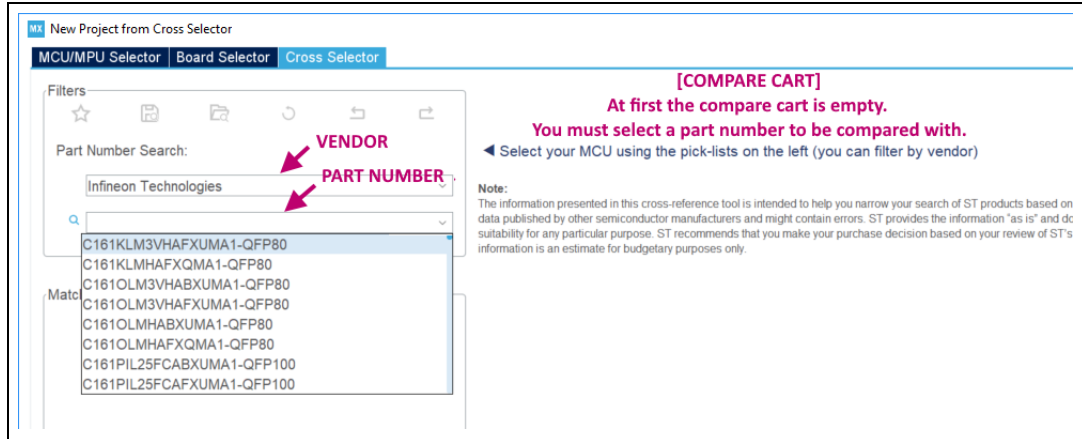 MX New Project from Cross Selector
MCU/MPU Selector Board Selector Cross Selector
Filters
Part Number Search:
VENDOR
Infineon Technologies
PART NUMBER
C161KLM3VHAFXUMA1-QFP80
C161KLMHAFXQMA1-QFP80
C161OLM3VHABXUMA1-QFP80
C161OLM3VHAFXUMA1-QFP80
C161OLMHABXUMA1-QFP80
C161OLMHAFXQMA1-QFP80
C161PIL25FCABXUMA1-QFP100
C161PIL25FCAFXUMA1-QFP100
[COMPARE CART]
At first the compare cart is empty.
You must select a part number to be compared with.
Select your MCU using the pick-lists on the left (you can filter by vendor)
Note:
The information presented in this cross-reference tool is intended to help you narrow your search of ST products based on
data published by other semiconductor manufacturers and might contain errors. ST provides the information "as is" and
suitability for any particular purpose. ST recommends that you make your purchase decision based on your review of ST's
information is an estimate for budgetary purposes only.